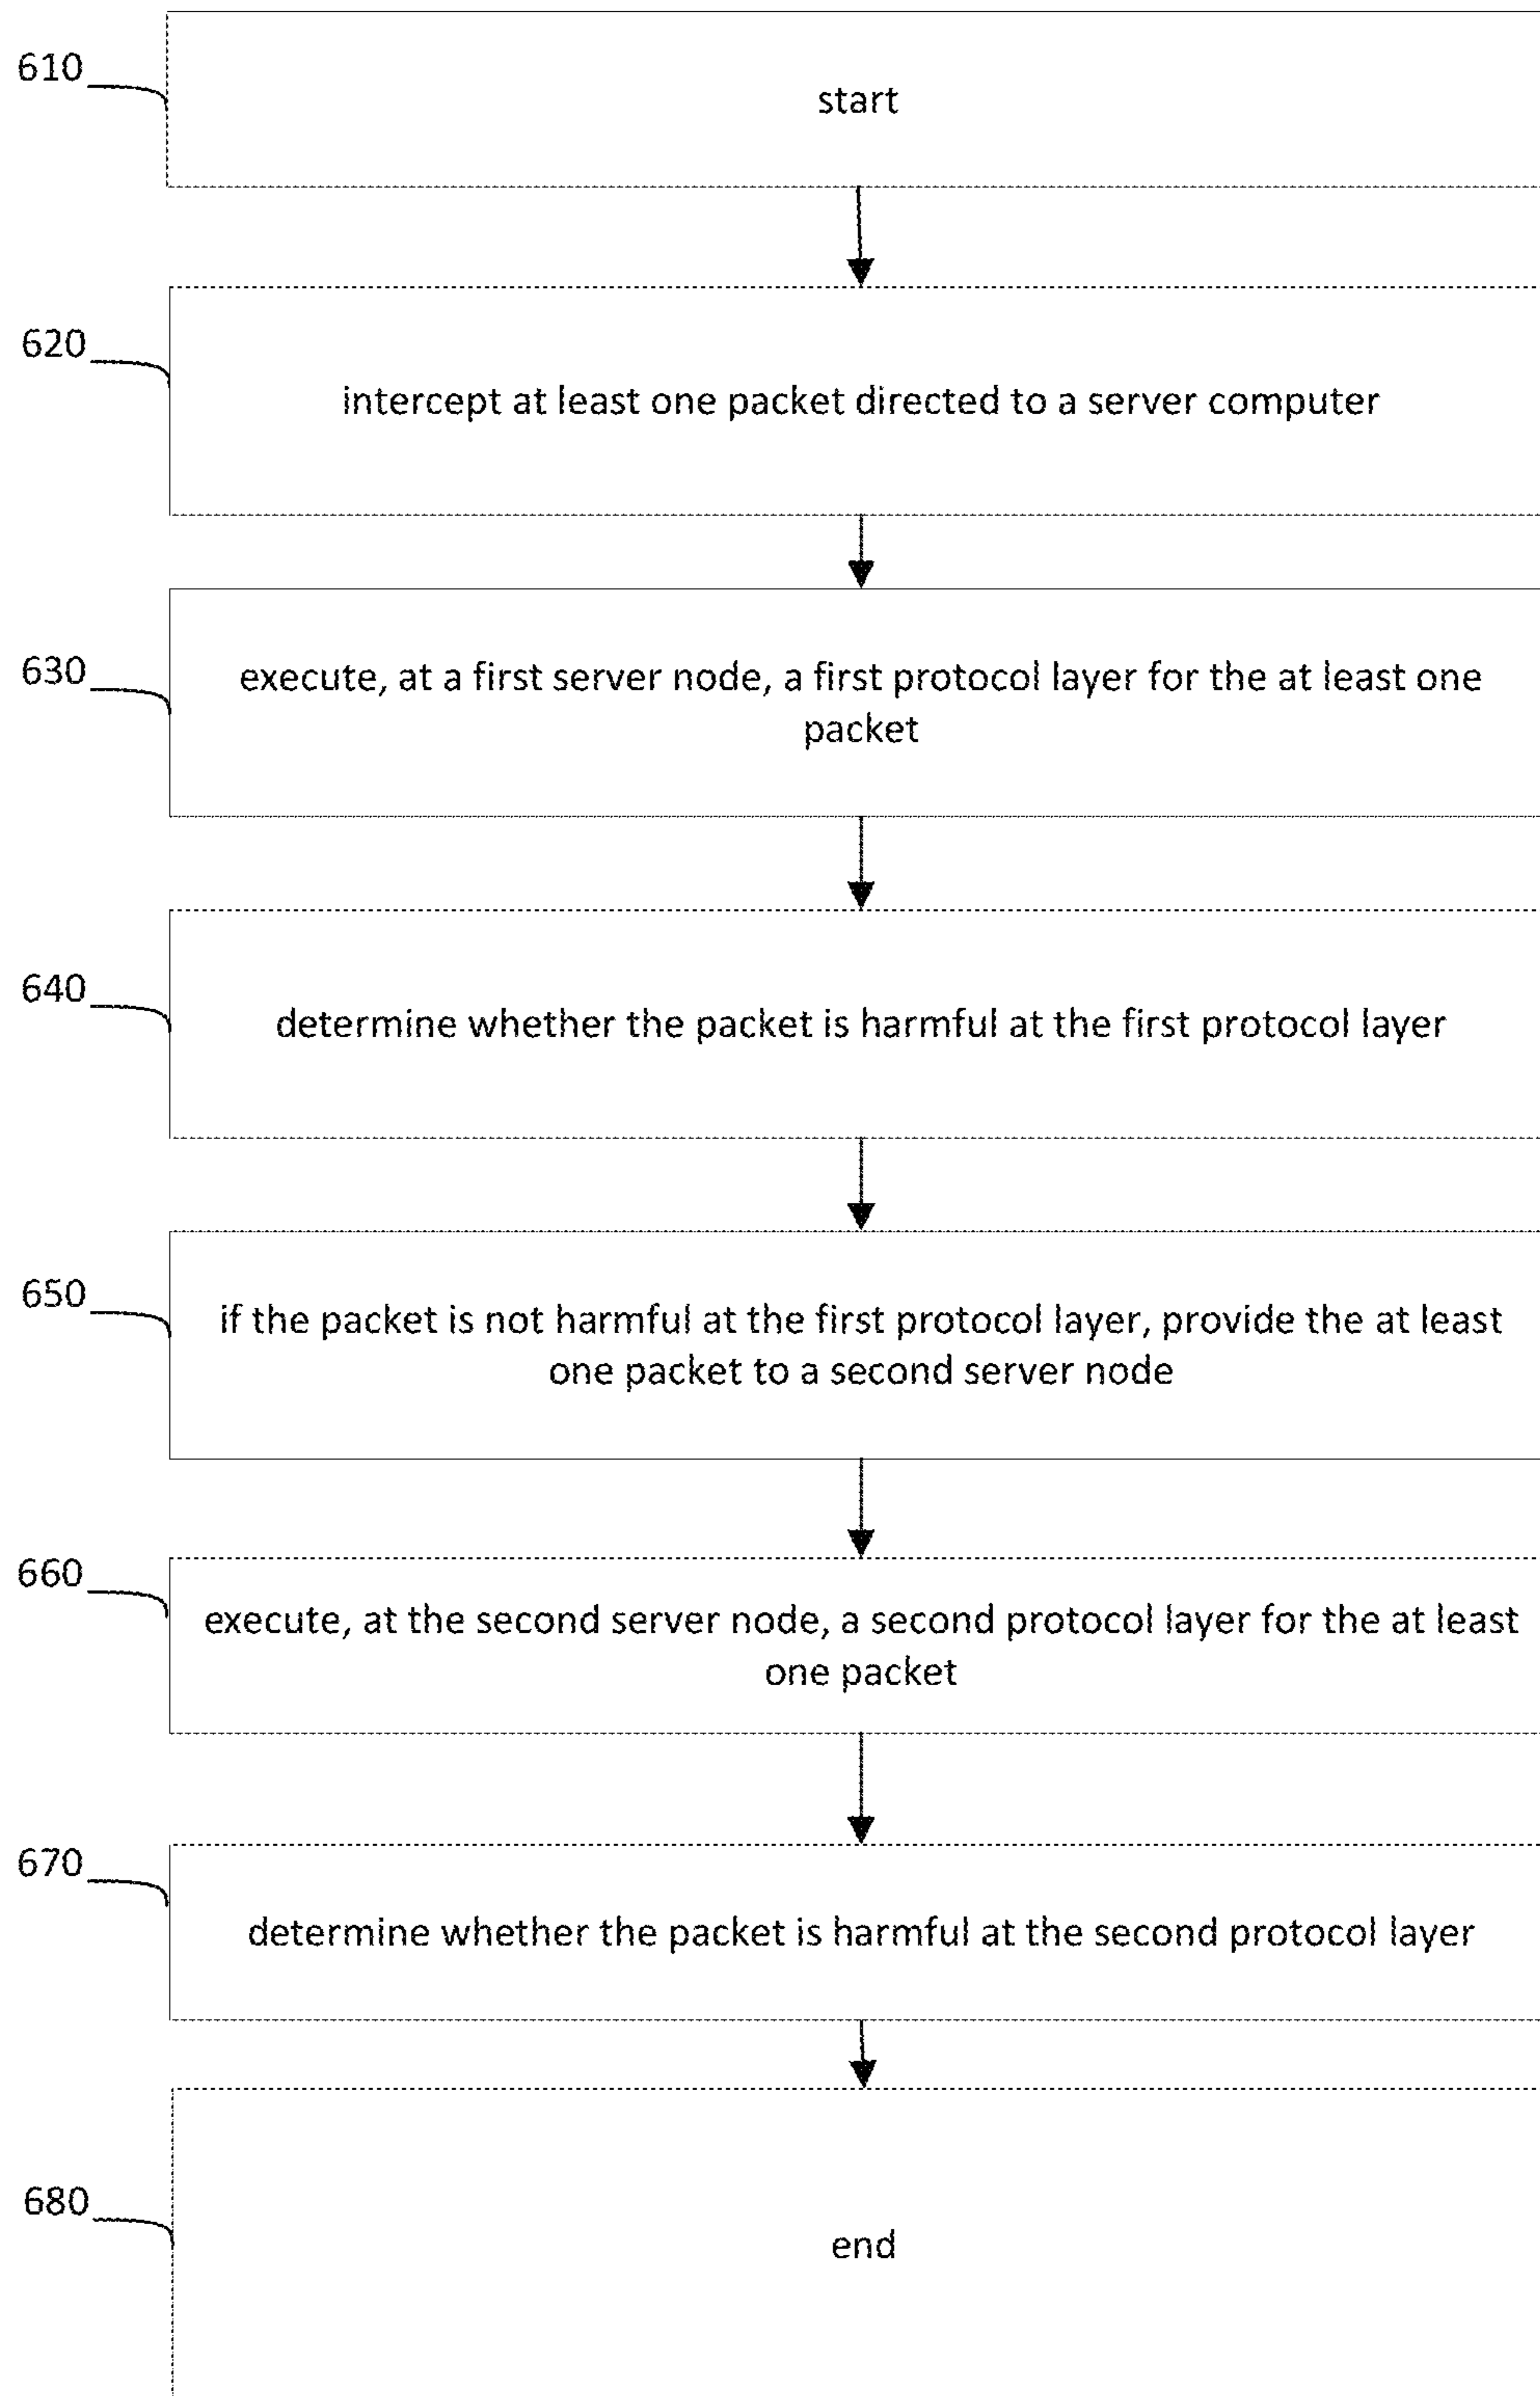 610
start
620
intercept at least one packet directed to a server computer
630
execute, at a first server node, a first protocol layer for the at least one
packet
640
determine whether the packet is harmful at the first protocol layer
650
if the packet is not harmful at the first protocol layer, provide the at least
one packet to a second server node
660
execute, at the second server node, a second protocol layer for the at least
one packet
670
determine whether the packet is harmful at the second protocol layer
680
end